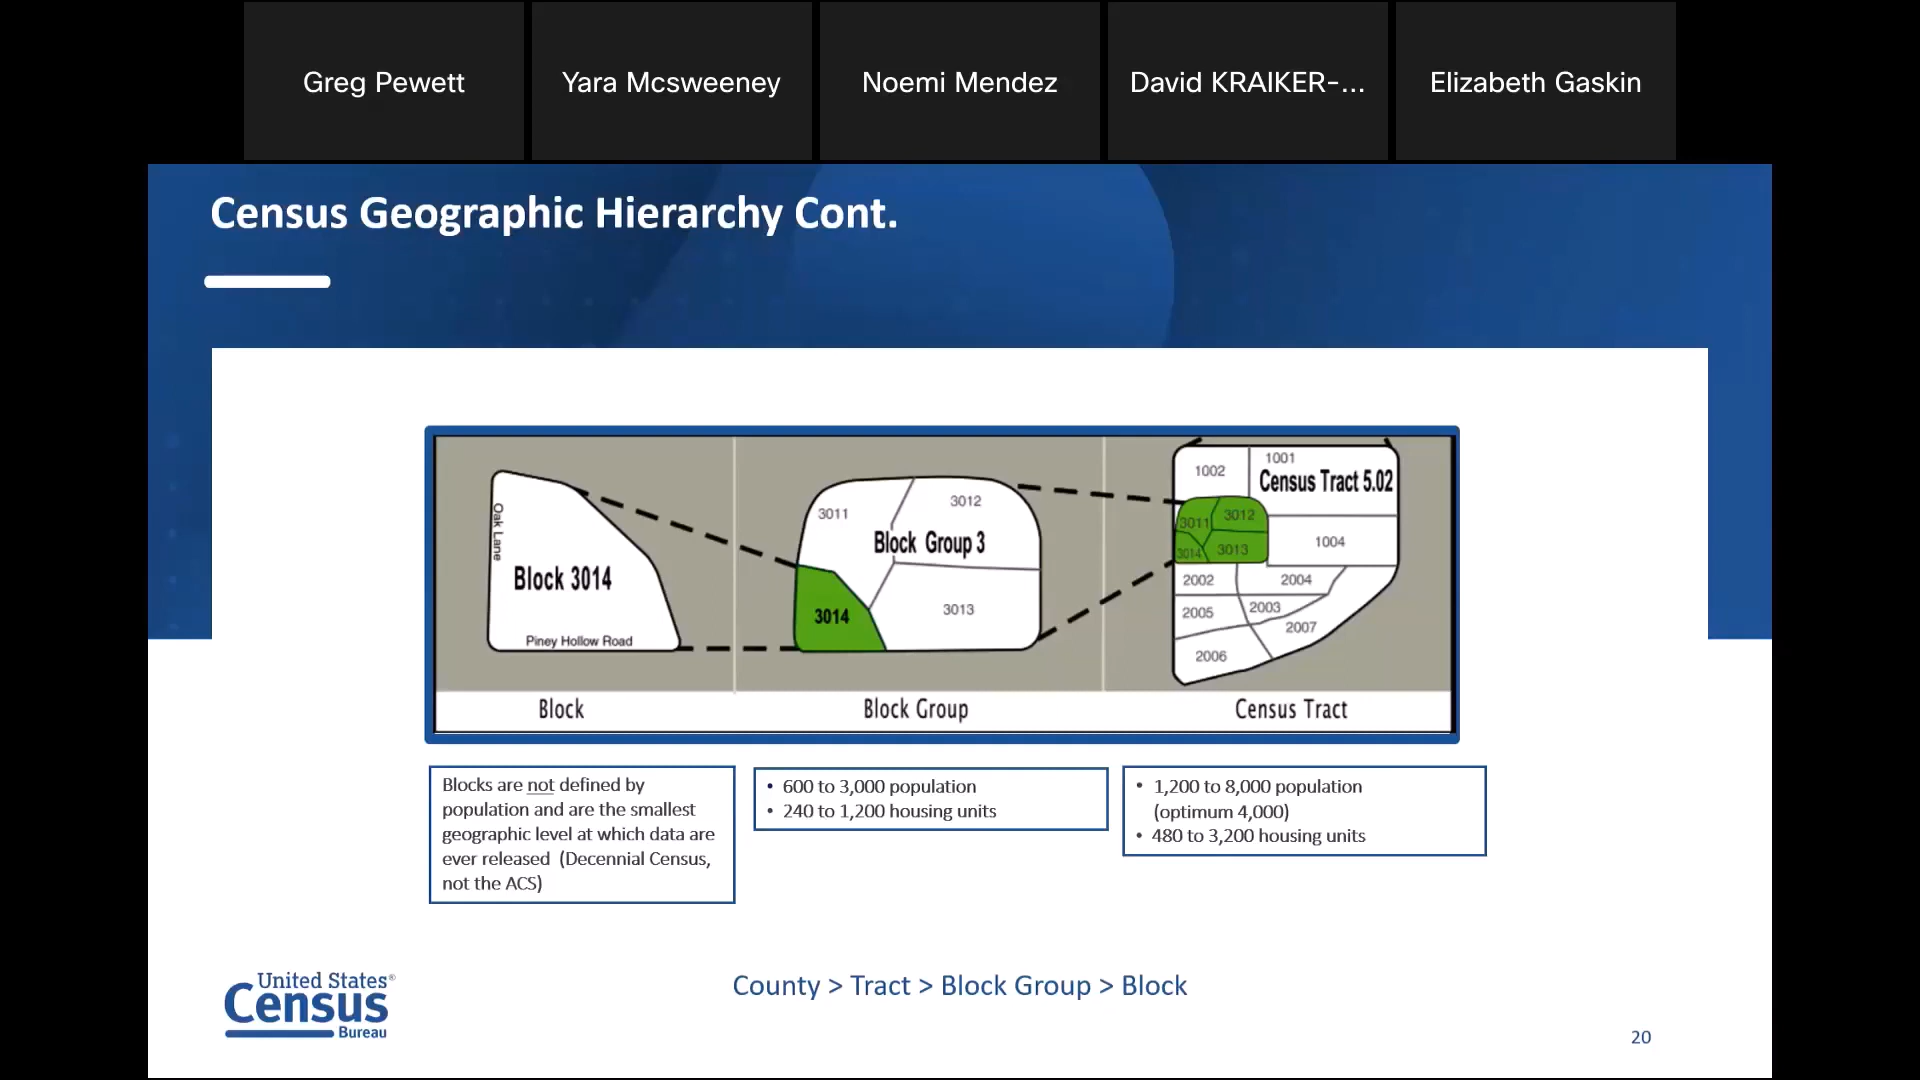 Greg Pewett
Yara Mcsweeney
Noemi Mendez
David KRAIKER-...
Elizabeth Gaskin
Census Geographic Hierarchy Cont.
Oak Lane
Block 3014
Piney Hollow Road
Block
3011
3012
Block Group 3
3014
3013
Block Group
1002
1001
Census Tract 5.02
3011
3012
3014
3013
1004
2002
2004
2005
2003
2007
2006
Census Tract
Blocks are not defined by
population and are the smallest
geographic level at which data are
ever released (Decennial Census,
not the ACS)
• 600 to 3,000 population
• 240 to 1,200 housing units
• 1,200 to 8,000 population
(optimum 4,000)
• 480 to 3,200 housing units
County > Tract > Block Group > Block
United States®
Census
Bureau
20